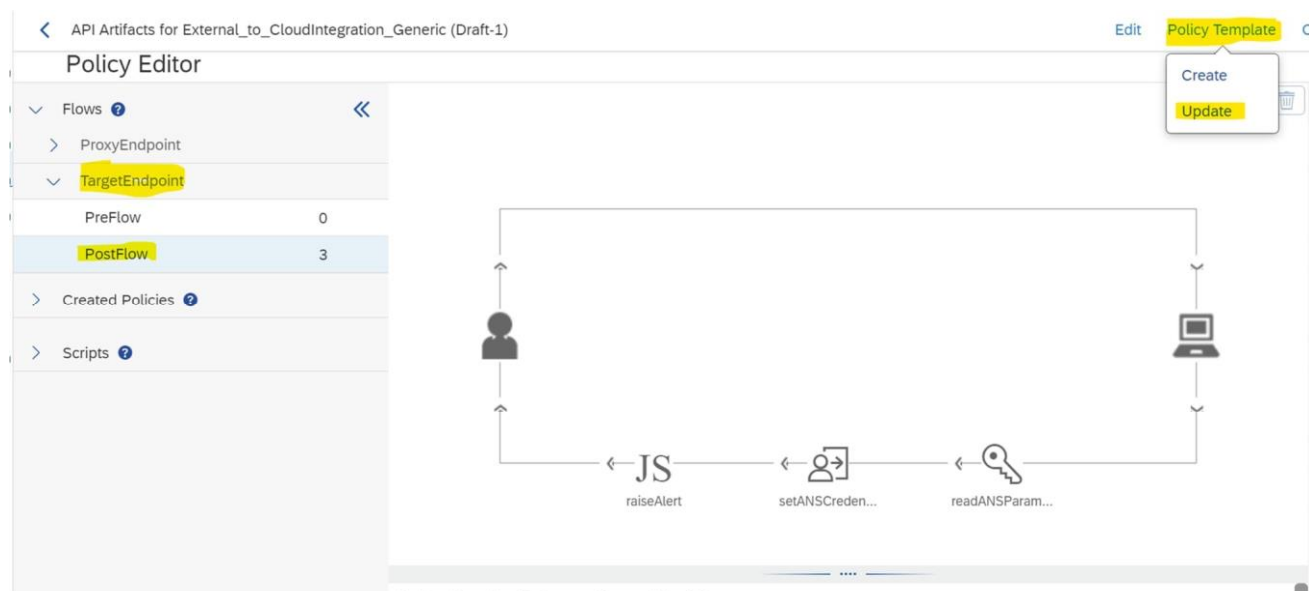 API Artifacts for External_to_CloudIntegration_Generic (Draft-1)
Edit
Policy Template
Policy Editor
Create
Update
Flows
ProxyEndpoint
TargetEndpoint
PreFlow 0
PostFlow 3
Created Policies
Scripts
JS
raiseAlert
setANSCreden...
readANSParam...